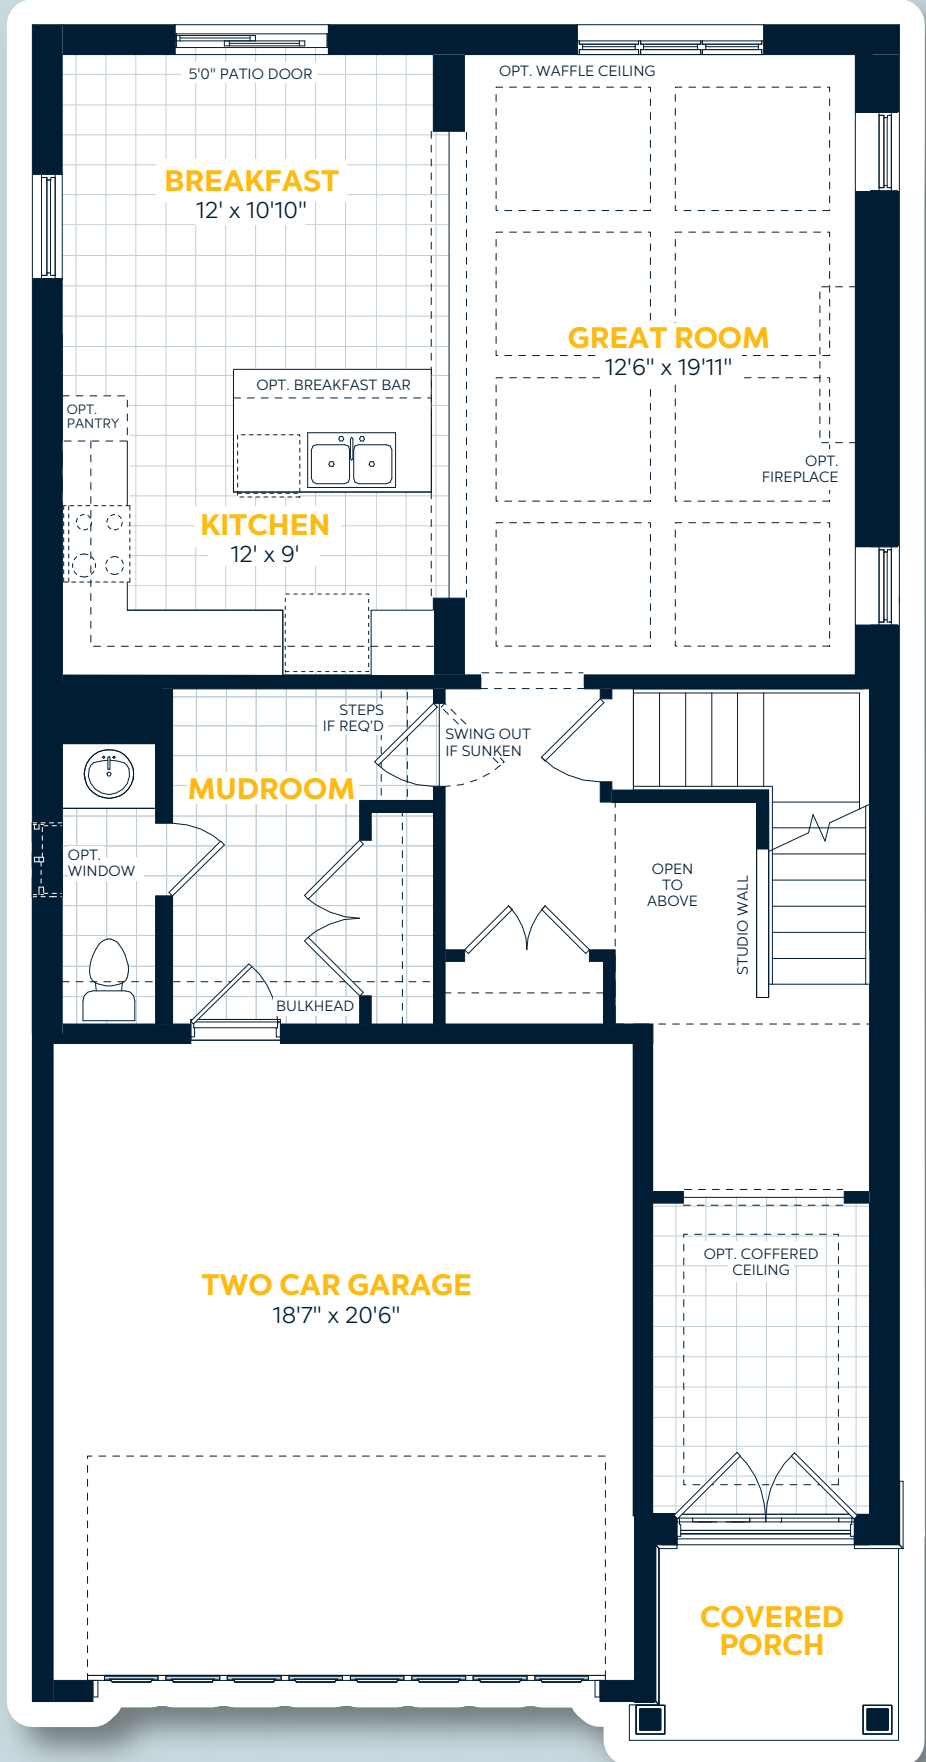 5'0" PATIO DOOR
OPT. WAFFLE CEILING
BREAKFAST
12' x 10'10"
GREAT ROOM
12'6" x 19'11"
OPT. BREAKFAST BAR
OPT.
PANTRY
OPT.
FIREPLACE
KITCHEN
12' x 9'
STEPS
IF REQ'D
SWING OUT
IF SUNKEN
MUDROOM
OPT.
WINDOW
OPEN
TO
ABOVE
STUDIO WALL
BULKHEAD
OPT. COFFERED
CEILING
TWO CAR GARAGE
18'7" x 20'6"
COVERED
PORCH